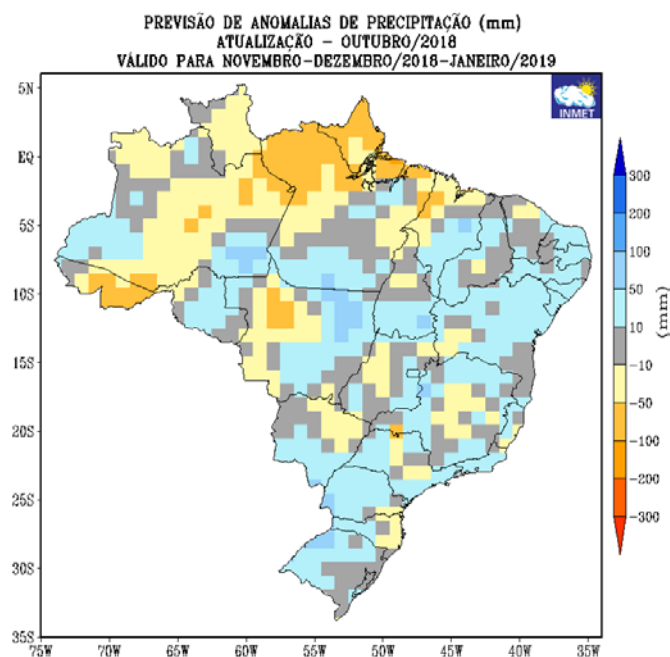 PREVISÃO DE ANOMALIAS DE PRECIPITAÇÃO (mm)
ATUALIZAÇÃO - OUTUBRO/2018
VÁLIDO PARA NOVEMBRO-DEZEMBRO/2018-JANEIRO/2019
INMET
5N
EQ
5S
10S
15S
20S
25S
30S
35S
75W 70W 65W 60W 55W 50W 45W 40W 35W
300
200
100
50
10
-10
-50
-100
-200
-300
(mm)